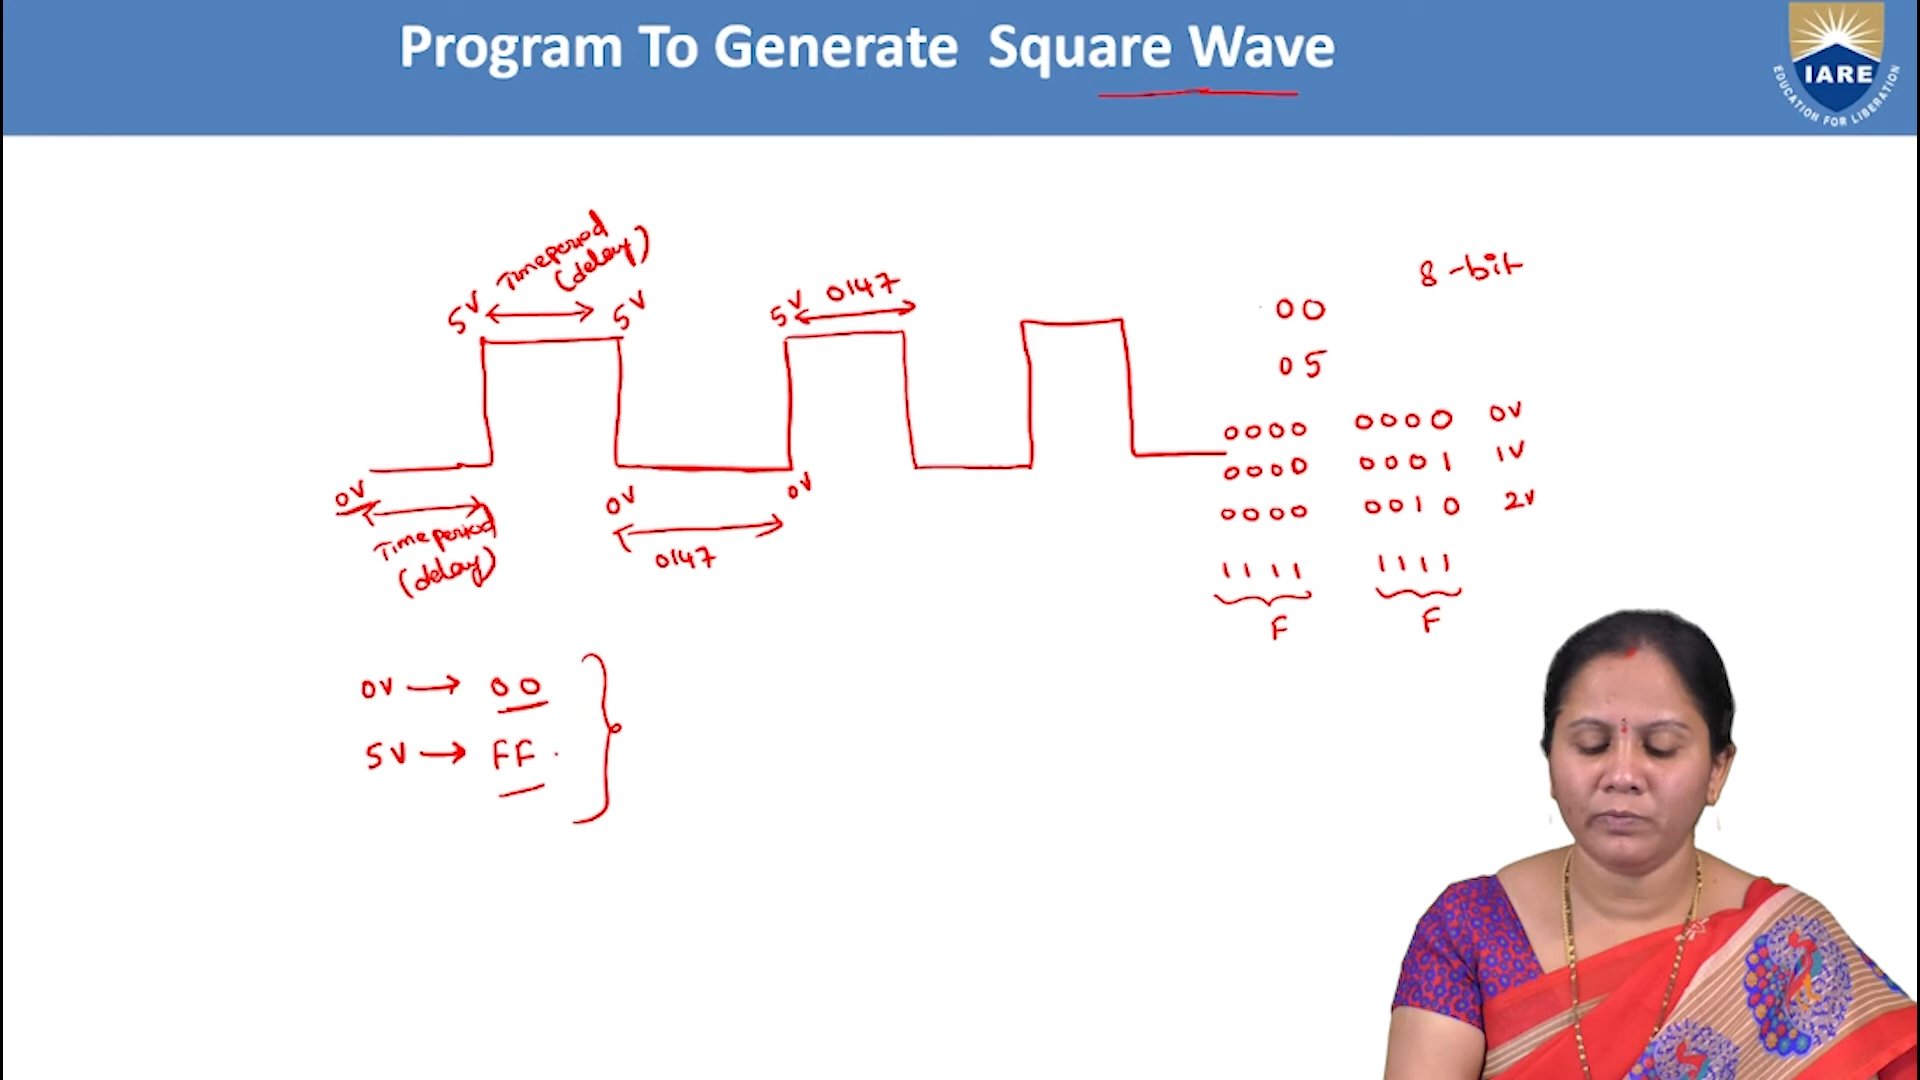 Program To Generate Square Wave
IARE
EDUCATION FOR LIBERATION
Timeperiod
(delay)
5V
5V
5V
0147
0V
Timeperiod
(delay)
0V
0V
0147
8-bit
00
05
0000 0000 0V
0000 0001 1V
0000 0010 2V
1111 1111
F F
0V → 00
5V → FF